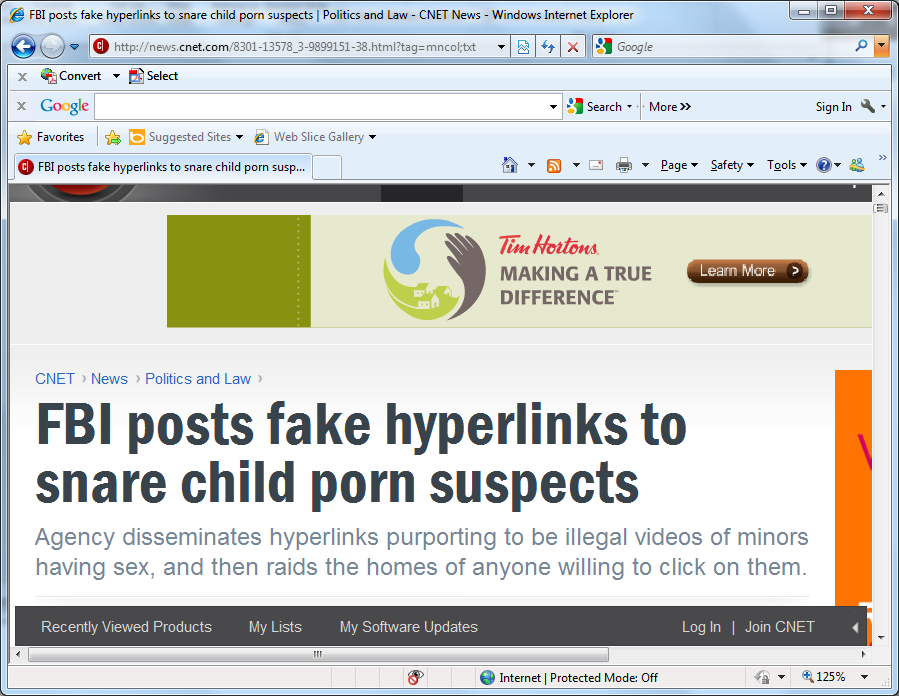 FBI posts fake hyperlinks to snare child porn suspects | Politics and Law - CNET News - Windows Internet Explorer
http://news.cnet.com/8301-13578_3-9899151-38.html?tag=mncol;txt
Google
x Convert Select
x Google Search More » Sign In
Favorites Suggested Sites Web Slice Gallery
FBI posts fake hyperlinks to snare child porn susp... Page Safety Tools »
Tim Hortons
MAKING A TRUE
DIFFERENCE™
Learn More >
CNET › News › Politics and Law ›
FBI posts fake hyperlinks to
snare child porn suspects
Agency disseminates hyperlinks purporting to be illegal videos of minors
having sex, and then raids the homes of anyone willing to click on them.
Recently Viewed Products My Lists My Software Updates Log In | Join CNET
Internet | Protected Mode: Off 125%